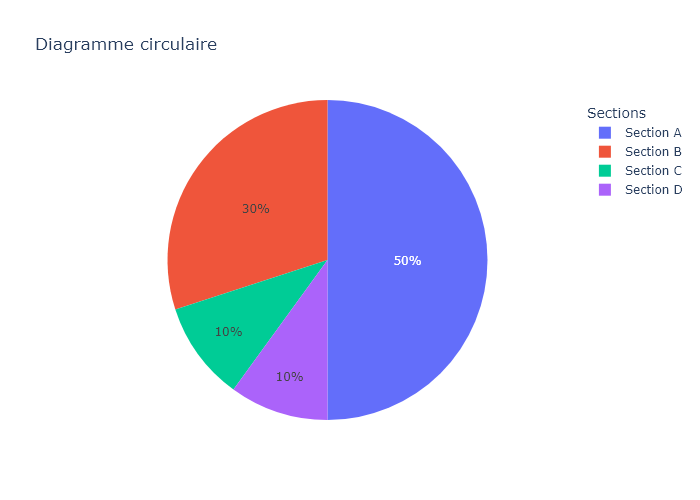 Diagramme circulaire
Sections
Section A
Section B
Section C
Section D
30%
50%
10%
10%